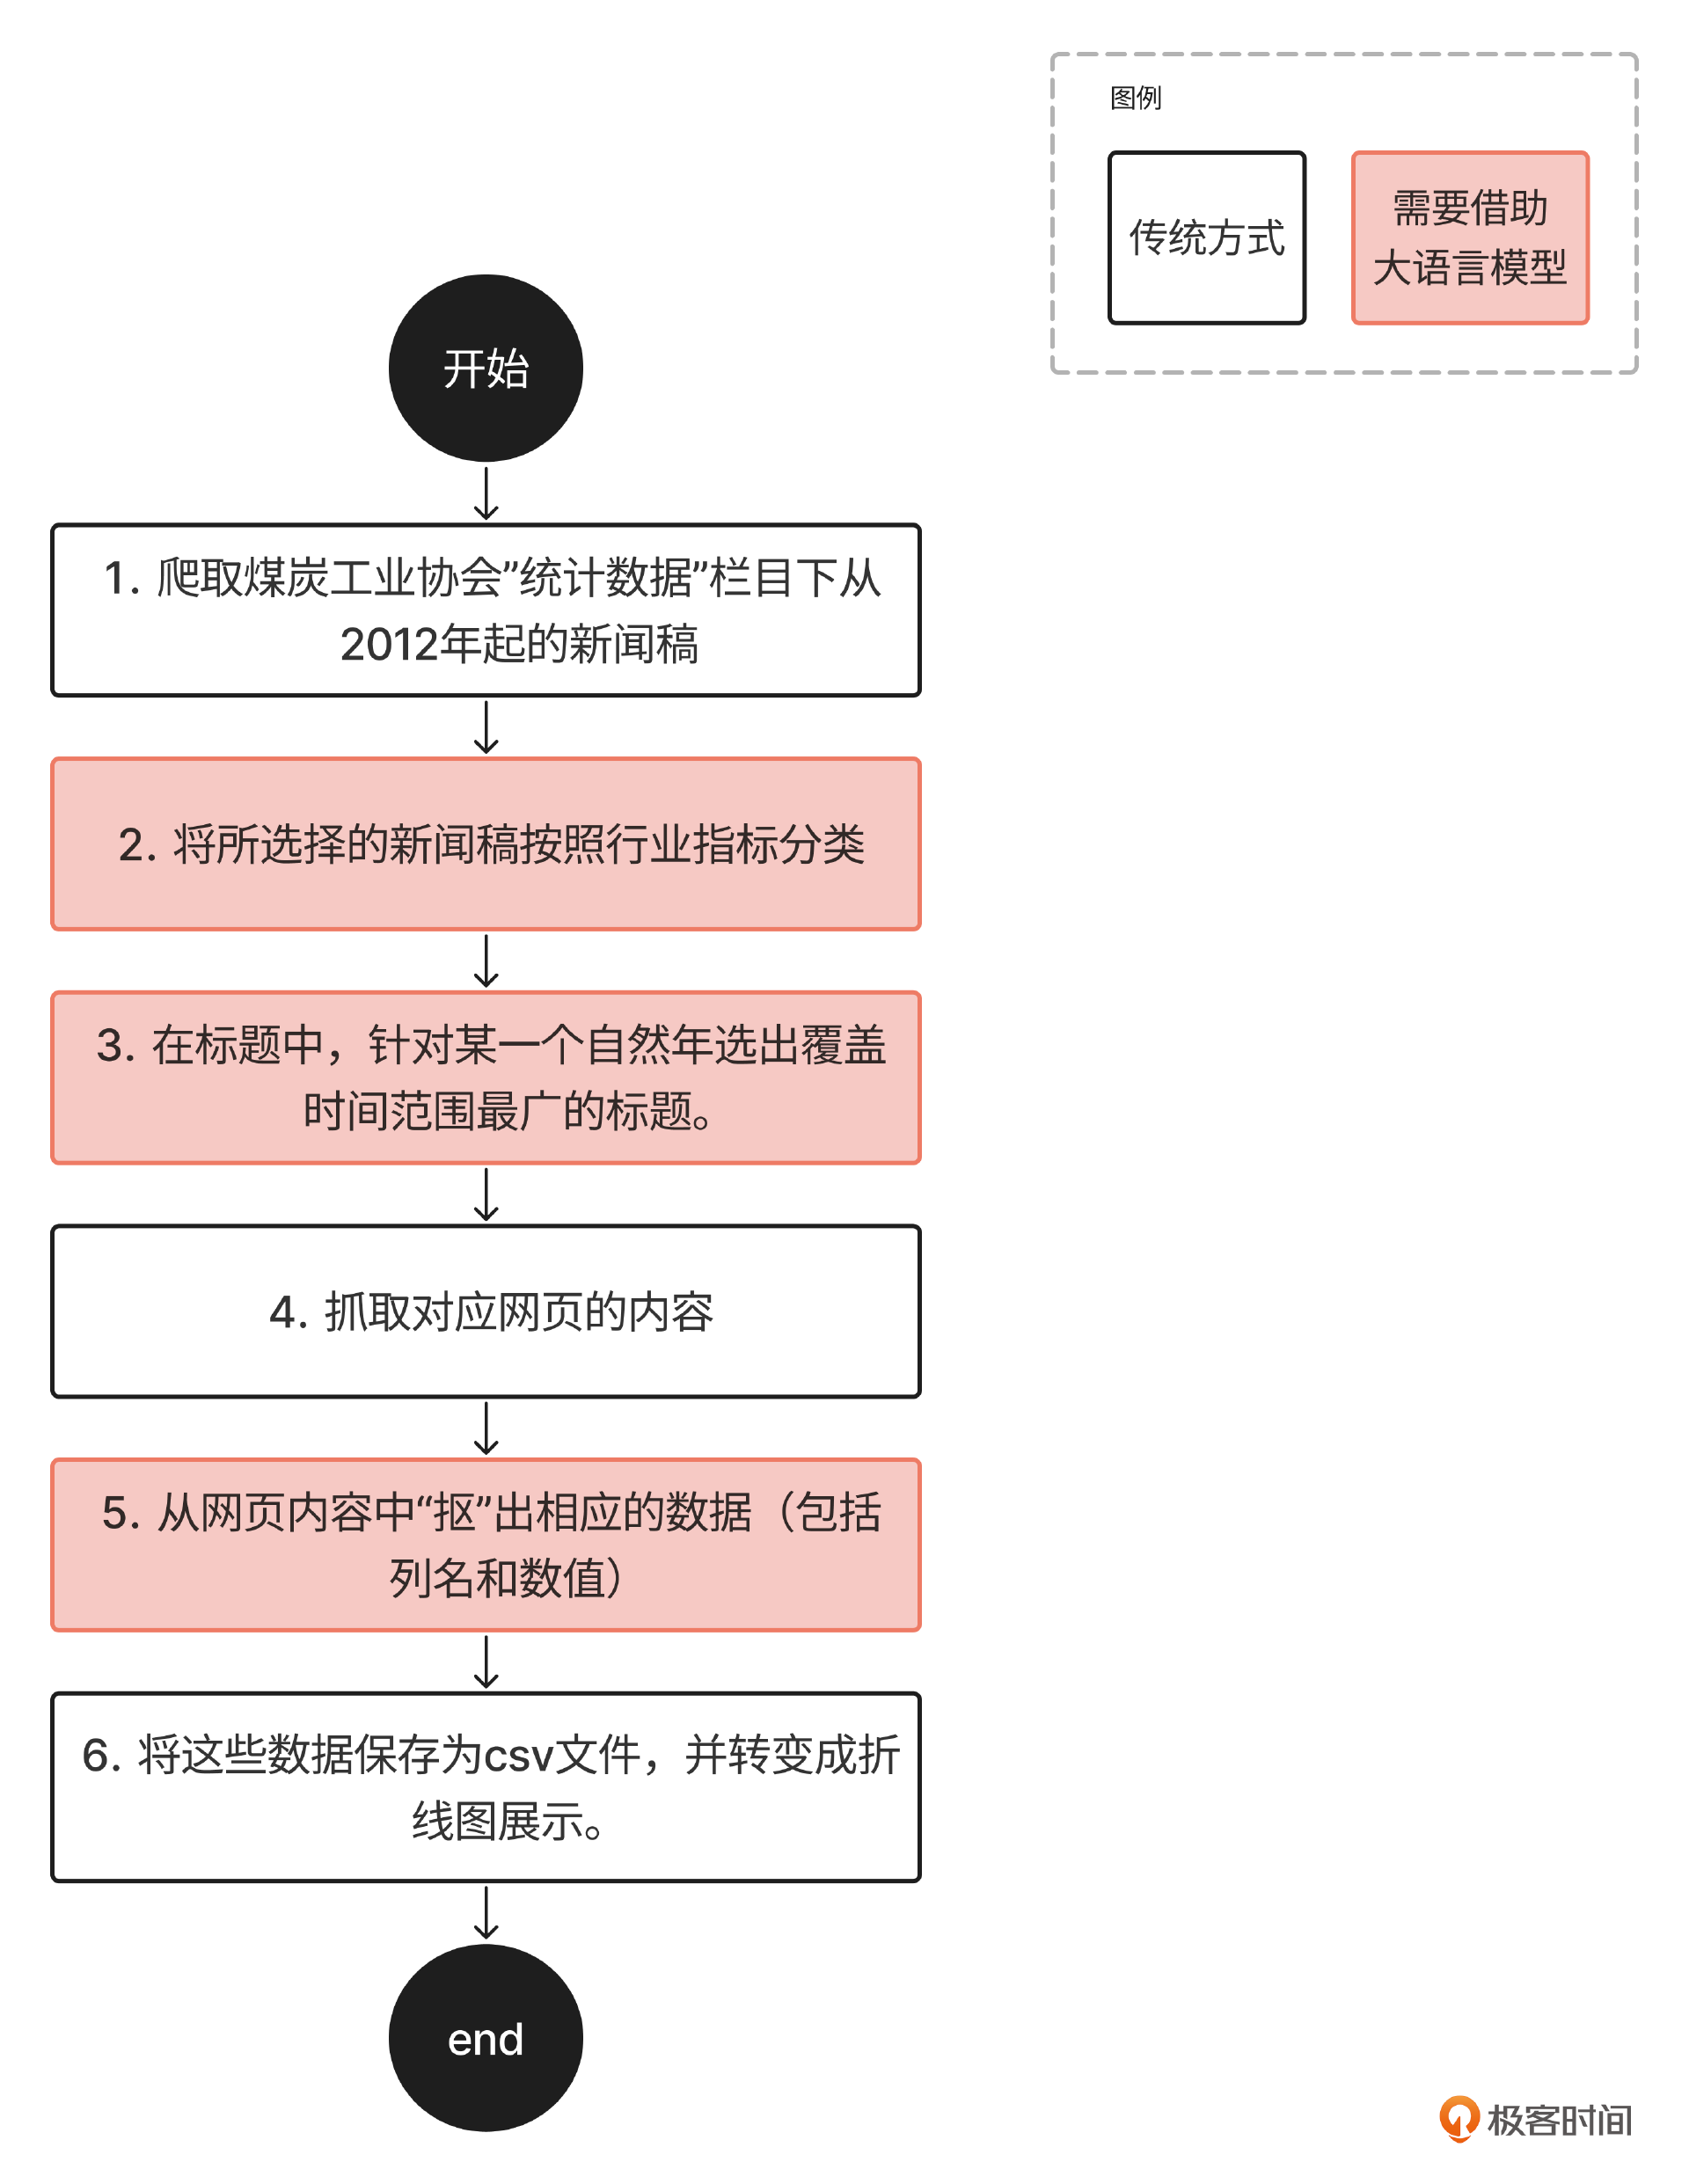 图例
传统方式
需要借助
大语言模型
开始
1. 爬取煤炭工业协会”统计数据”栏目下从
2012年起的新闻稿
2. 将所选择的新闻稿按照行业指标分类
3. 在标题中，针对某一个自然年选出覆盖
时间范围最广的标题。
4. 抓取对应网页的内容
5. 从网页内容中“抠”出相应的数据（包括
列名和数值）
6. 将这些数据保存为csv文件，并转变成折
线图展示。
end
极客时间